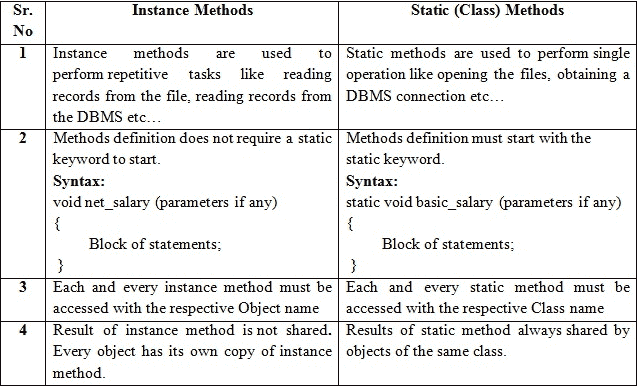 Sr. No
Instance Methods
Static (Class) Methods
1
Instance methods are used to
perform repetitive tasks like reading
records from the file, reading records from
the DBMS etc…
Static methods are used to perform single
operation like opening the files, obtaining a
DBMS connection etc…
2
Methods definition does not require a static
keyword to start.
Syntax:
void net_salary (parameters if any)
{
Block of statements;
}
Methods definition must start with the
static keyword.
Syntax:
static void basic_salary (parameters if any)
{
Block of statements;
}
3
Each and every instance method must be
accessed with the respective Object name
Each and every static method must be
accessed with the respective Class name
4
Result of instance method is not shared.
Every object has its own copy of instance
method.
Results of static method always shared by
objects of the same class.